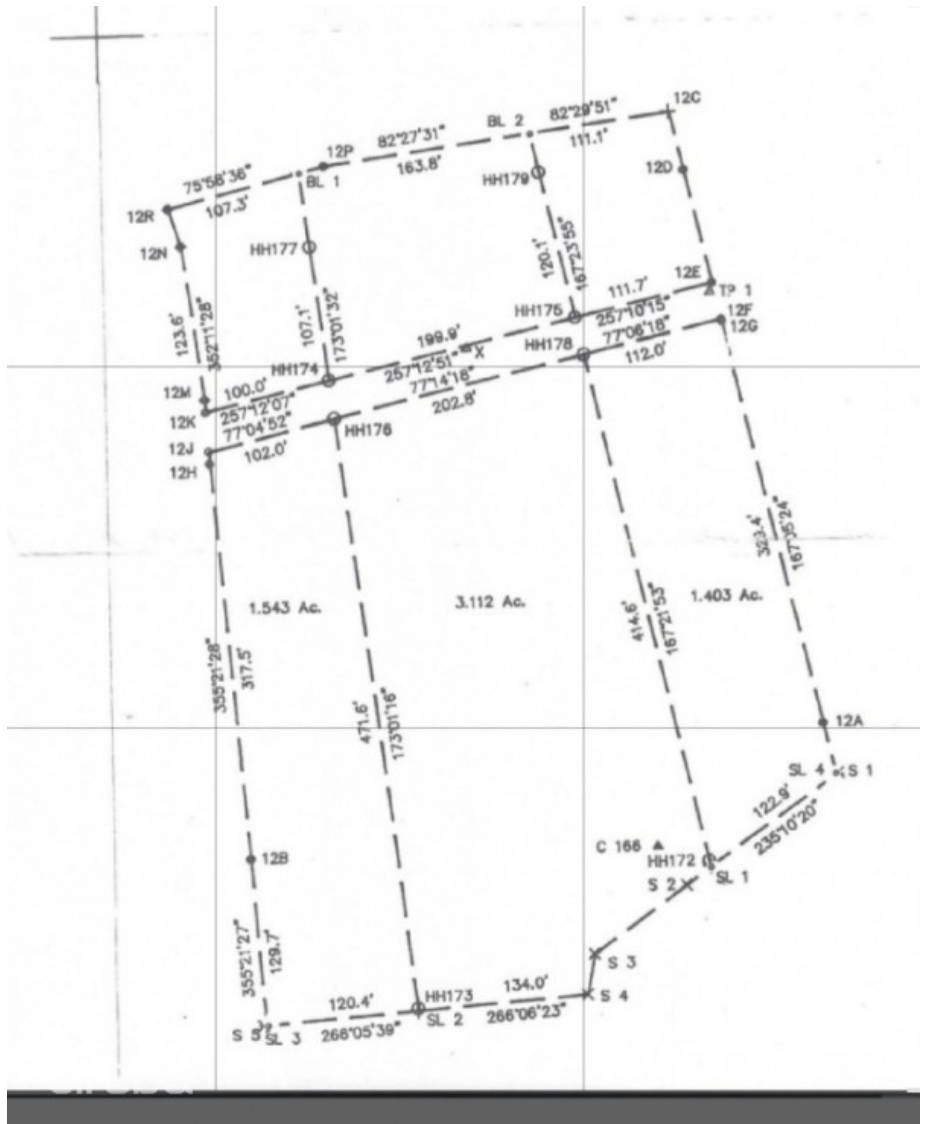 82°29'51"
12C
BL 2
111.1'
82°27'31"
163.8'
12P
75°58'36"
107.3'
BL 1
12D
HH179
12R
12N
HH177
120.1'
167°23'55"
12E
TP 1
111.7'
257°10'15"
HH175
12F
12G
77°06'18"
112.0'
HH178
123.6'
352°11'28"
107.1'
173°01'32"
199.9'
X
257°12'51"
77°14'18"
202.8'
HH174
12M
100.0'
257°12'07"
12K
77°04'52"
102.0'
HH176
12J
12H
323.4'
1.543 Ac.
3.112 Ac.
1.403 Ac.
414.6'
167°21'53"
355°21'28"
317.5'
471.6'
173°01'16"
12A
SL 4
S 1
122.9'
235°10'20"
C 166
HH172
12B
S 2
SL 1
S 3
355°21'27"
129.7'
134.0'
HH173
S 4
120.4'
SL 2
266°06'23"
SL 3
266°05'39"